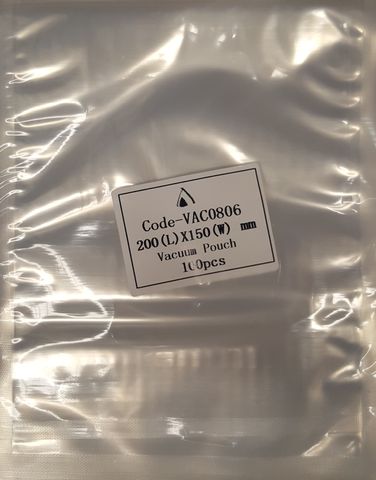 Code-VAC0806
200(L)X150(W) mm
Vacuum Pouch
100pcs